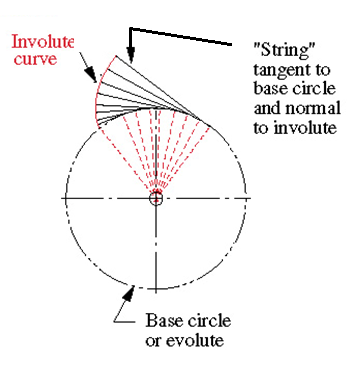 Involute
curve
"String"
tangent to
base circle
and normal
to involute
Base circle
or evolute